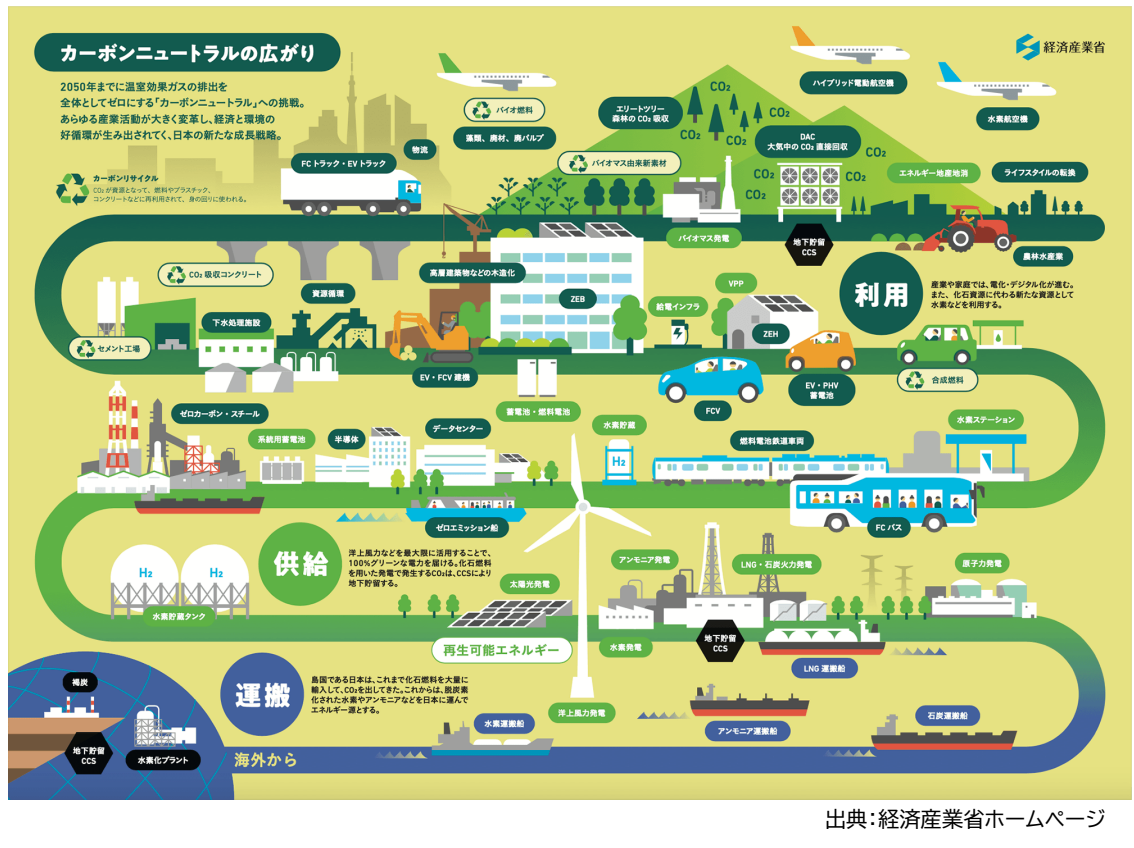 カーボンニュートラルの広がり
2050年までに温室効果ガスの排出を
全体としてゼロにする「カーボンニュートラル」への挑戦。
あらゆる産業活動が大きく変革し、経済と環境の
好循環が生み出されてく、日本の新たな成長戦略。
経済産業省
カーボンリサイクル
CO₂が資源となって、燃料やプラスチック、
コンクリートなどに再利用されて、身の回りに使われる。
FCトラック・EVトラック
物流
バイオ燃料
藻類、廃材、廃パルプ
ハイブリッド電動航空機
水素航空機
エリートツリー
森林のCO₂吸収
CO₂
CO₂
CO₂
CO₂
CO₂
DAC
大気中のCO₂直接回収
CO₂
CO₂
CO₂
CO₂
バイオマス由来新素材
エネルギー地産地消
ライフスタイルの転換
バイオマス発電
地下貯留
CCS
農林水産業
CO₂吸収コンクリート
資源循環
高層建築物などの木造化
ZEB
給電インフラ
VPP
ZEH
利用
産業や家庭では、電化・デジタル化が進む。
また、化石資源に代わる新たな資源として
水素などを利用する。
セメント工場
下水処理施設
EV・FCV 建機
蓄電池・燃料電池
FCV
EV・PHV
蓄電池
合成燃料
ゼロカーボン・スチール
系統用蓄電池
半導体
データセンター
水素貯蔵
H₂
燃料電池鉄道車両
水素ステーション
ゼロエミッション船
FCバス
H₂
H₂
水素貯蔵タンク
供給
洋上風力などを最大限に活用することで、
100%グリーンな電力を届ける。化石燃料
を用いた発電で発生するCO₂は、CCSにより
地下貯留する。
太陽光発電
再生可能エネルギー
アンモニア発電
LNG・石炭火力発電
原子力発電
水素発電
地下貯留
CCS
LNG 運搬船
褐炭
地下貯留
CCS
水素化プラント
運搬
島国である日本は、これまで化石燃料を大量に
輸入して、CO₂を出してきた。これからは、脱炭素
化された水素やアンモニアなどを日本に運んで
エネルギー源とする。
海外から
水素運搬船
洋上風力発電
アンモニア運搬船
石炭運搬船
出典：経済産業省ホームページ